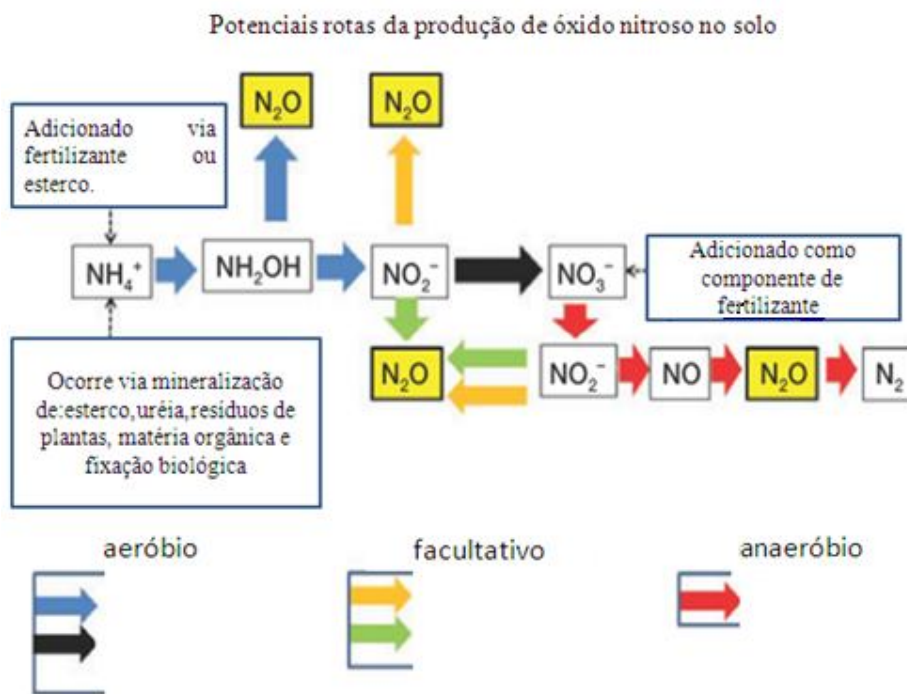 Potenciais rotas da produção de óxido nitroso no solo
N₂O
N₂O
Adicionado via
fertilizante ou
esterco.
NH₄⁺
NH₂OH
NO₂⁻
NO₃⁻
Adicionado como
componente de
fertilizante
Ocorre via mineralização
de:esterco,uréia,resíduos de
plantas, matéria orgânica e
fixação biológica
N₂O
NO₂⁻
NO
N₂O
N₂
aeróbio
facultativo
anaeróbio